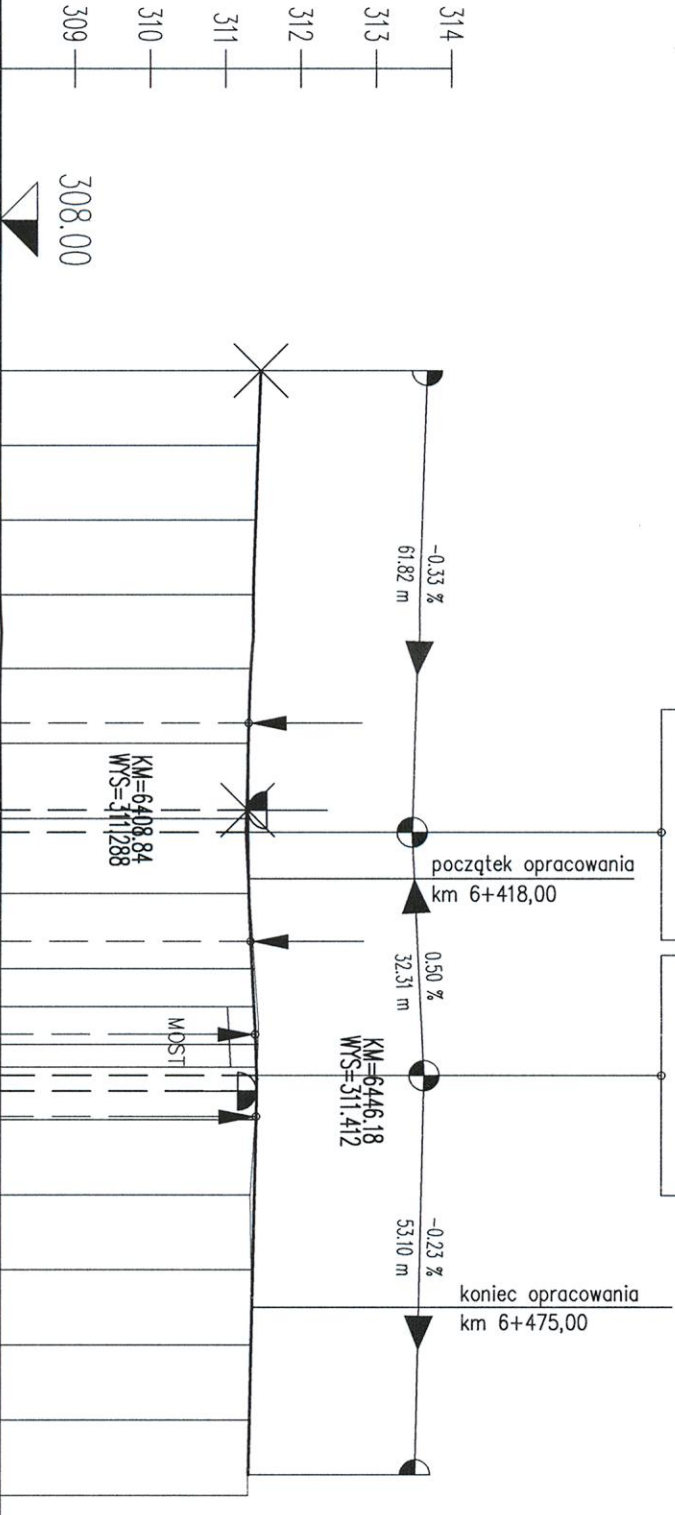 314
313
312
311
310
309
308.00
-0.33 %
61.82 m
KM=6408.84
WYS=311.288
początek opracowania
km 6+418,00
0.50 %
32.31 m
MOST
KM=6446.18
WYS=311.412
-0.23 %
53.10 m
koniec opracowania
km 6+475,00